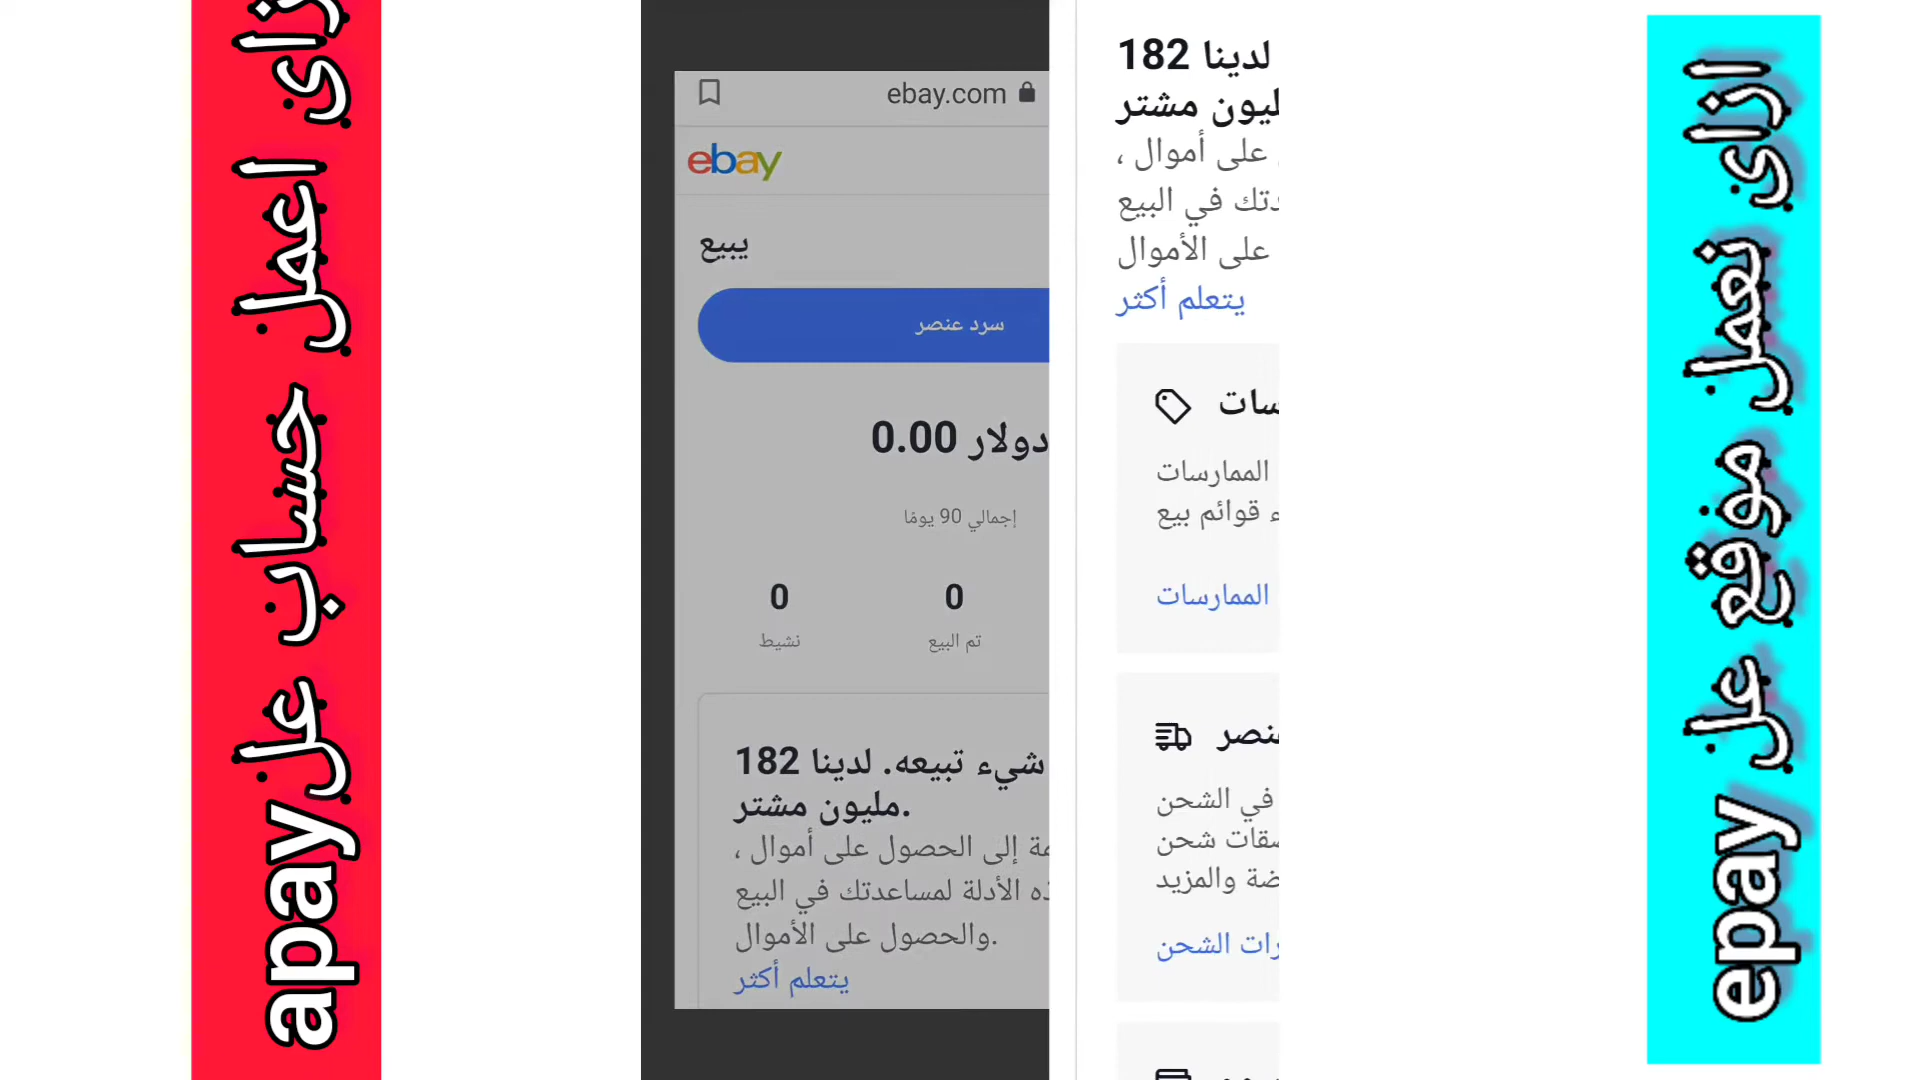 ازاي اعمل حساب عل apay
ebay.com
ebay
يبيع
سرد عنصر
دولار 0.00
إجمالي 90 يومًا
0
0
تم البيع
نشيط
شيء تبيعه. لدينا 182
مليون مشتر.
إلى الحصول على أموال ،
الأدلة لمساعدتك في البيع
والحصول على الأموال.
يتعلم أكثر
لدينا 182
مشتر
على أموال ،
في البيع
على الأموال
يتعلم أكثر
الممارسات
قوائم بيع
الممارسات
في الشحن
شحن
والمزيد
الشحن
ازاي نعمل موقع عل epay